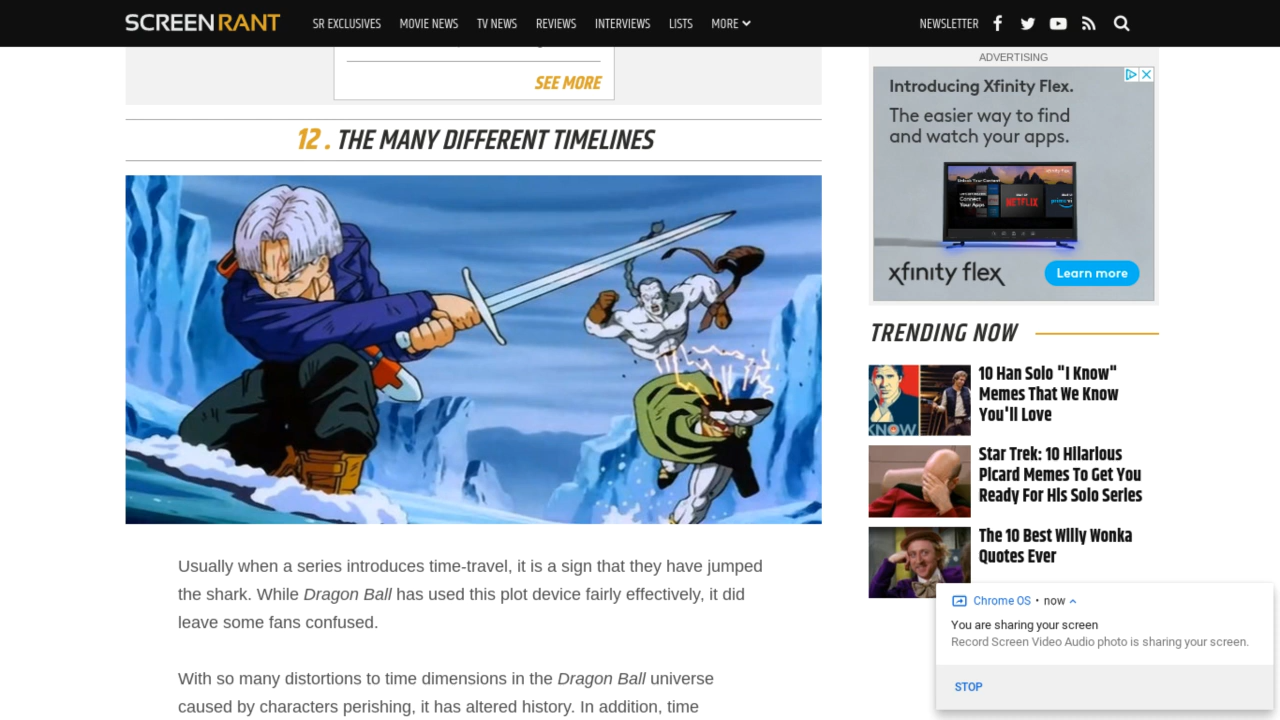 SCREEN RANT
SR EXCLUSIVES MOVIE NEWS TV NEWS REVIEWS INTERVIEWS LISTS MORE
NEWSLETTER
SEE MORE
12 . THE MANY DIFFERENT TIMELINES
Usually when a series introduces time-travel, it is a sign that they have jumped
the shark. While Dragon Ball has used this plot device fairly effectively, it did
leave some fans confused.
With so many distortions to time dimensions in the Dragon Ball universe
caused by characters perishing, it has altered history. In addition, time
ADVERTISING
Introducing Xfinity Flex.
The easier way to find
and watch your apps.
NETFLIX
xfinity flex
Learn more
TRENDING NOW
KNOW
10 Han Solo "I Know"
Memes That We Know
You'll Love
Star Trek: 10 Hilarious
Picard Memes To Get You
Ready For His Solo Series
The 10 Best Willy Wonka
Quotes Ever
Chrome OS • now
You are sharing your screen
Record Screen Video Audio photo is sharing your screen.
STOP